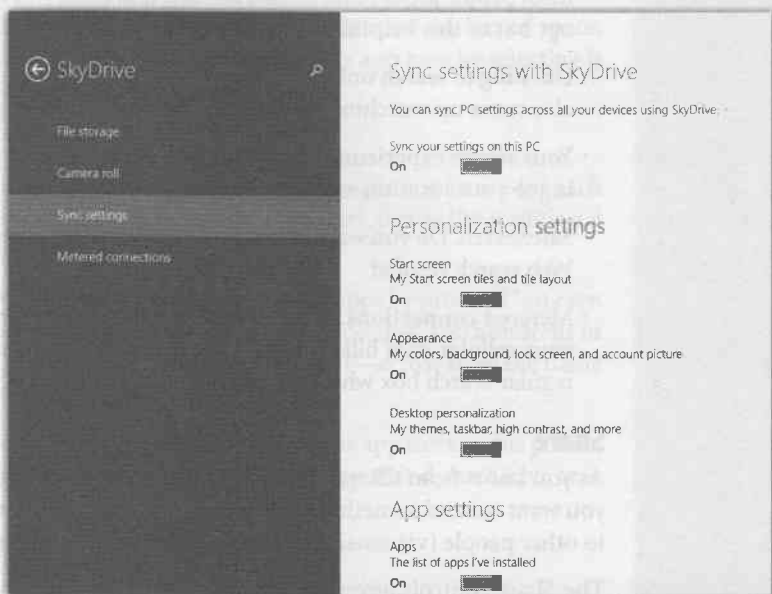 SkyDrive
File storage
Camera roll
Sync settings
Metered connections
Sync settings with SkyDrive
You can sync PC settings across all your devices using SkyDrive.
Sync your settings on this PC
On
Personalization settings
Start screen
My Start screen tiles and tile layout
On
Appearance
My colors, background, lock screen, and account picture
On
Desktop personalization
My themes, taskbar, high contrast, and more
On
App settings
Apps
The list of apps I've installed
On